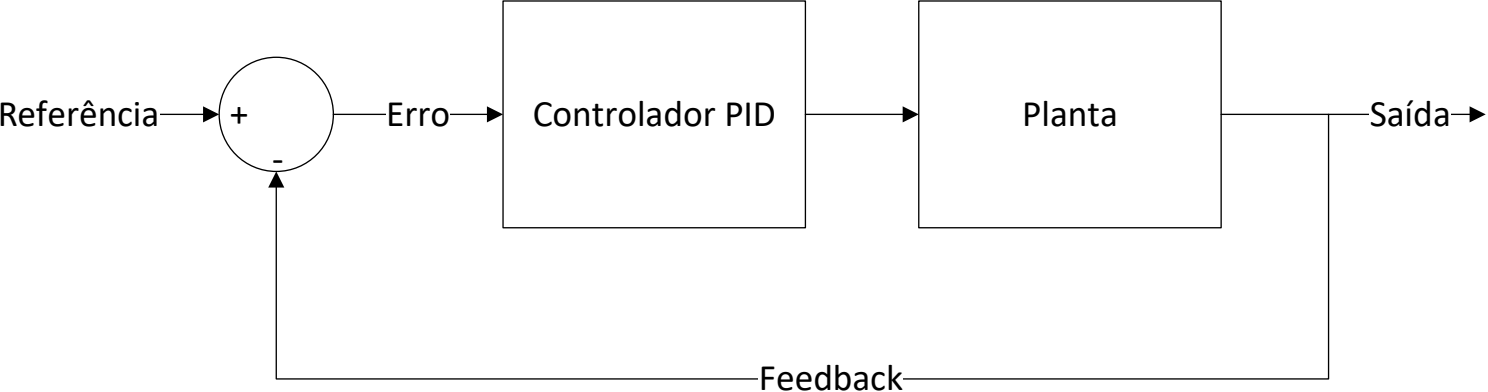 Referência
+
-
Erro
Controlador PID
Planta
Saída
Feedback